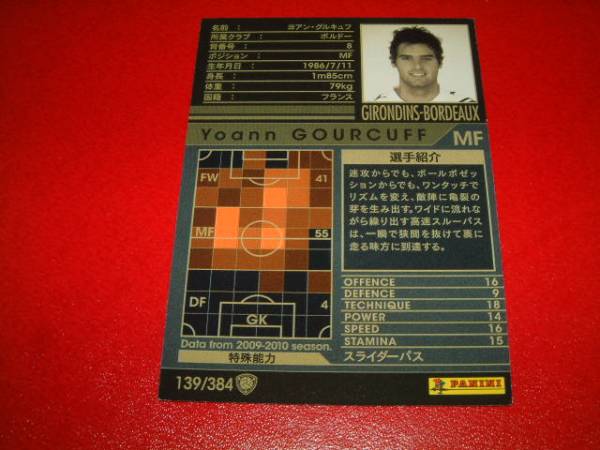 名前 : ヨアン・グルキュフ
所属クラブ : ボルドー
背番号 : 8
ポジション : MF
生年月日 : 1986/7/11
身長 : 1m85cm
体重 : 79kg
国籍 : フランス
GIRONDINS-BORDEAUX
Yoann GOURCUFF MF
FW 41
MF 55
DF 4
GK
Data from 2009-2010 season.
選手紹介
速攻からでも、ボールポゼッ
ションからでも、ワンタッチで
リズムを変え、敵陣に亀裂の
芽を生み出す。ワイドに流れな
がら繰り出す高速スルーパス
は、一瞬で狭間を抜けて裏に
走る味方に到達する。
OFFENCE 16
DEFENCE 9
TECHNIQUE 18
POWER 14
SPEED 16
STAMINA 15
特殊能力 スライダーパス
139/384
PANINI